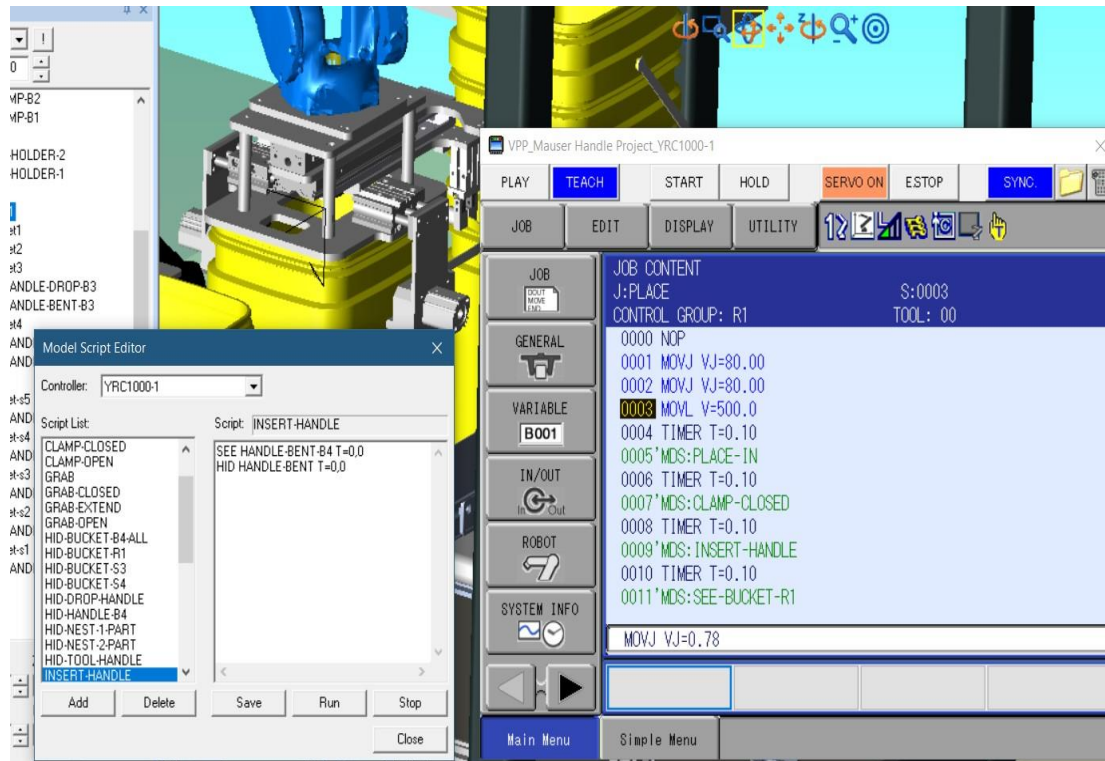 MP-B2
MP-B1
HOLDER-2
HOLDER-1
ANDLE-DROP-B3
ANDLE-BENT-B3
Model Script Editor
Controller:
YRC1000-1
Script List:
CLAMP-CLOSED
CLAMP-OPEN
GRAB
GRAB-CLOSED
GRAB-EXTEND
GRAB-OPEN
HID-BUCKET-B4-ALL
HID-BUCKET-R1
HID-BUCKET-S3
HID-BUCKET-S4
HID-DROP-HANDLE
HID-HANDLE-B4
HID-NEST-1-PART
HID-NEST-2-PART
HID-TOOL-HANDLE
INSERT-HANDLE
Script: INSERT-HANDLE
SEE HANDLE-BENT-B4 T=0,0
HID HANDLE-BENT T=0,0
Add Delete Save Run Stop
Close
VPP_Mauser Handle Project_YRC1000-1
PLAY TEACH START HOLD SERVO ON E.STOP SYNC.
JOB EDIT DISPLAY UTILITY
JOB
DOUT
MOVE
END
GENERAL
VARIABLE
B001
IN/OUT
In Out
ROBOT
SYSTEM INFO
JOB CONTENT
J:PLACE S:0003
CONTROL GROUP: R1 TOOL: 00
0000 NOP
0001 MOVJ VJ=80.00
0002 MOVJ VJ=80.00
0003 MOVL V=500.0
0004 TIMER T=0.10
0005'MDS:PLACE-IN
0006 TIMER T=0.10
0007'MDS:CLAMP-CLOSED
0008 TIMER T=0.10
0009'MDS:INSERT-HANDLE
0010 TIMER T=0.10
0011'MDS:SEE-BUCKET-R1
MOVJ VJ=0.78
Main Menu Simple Menu